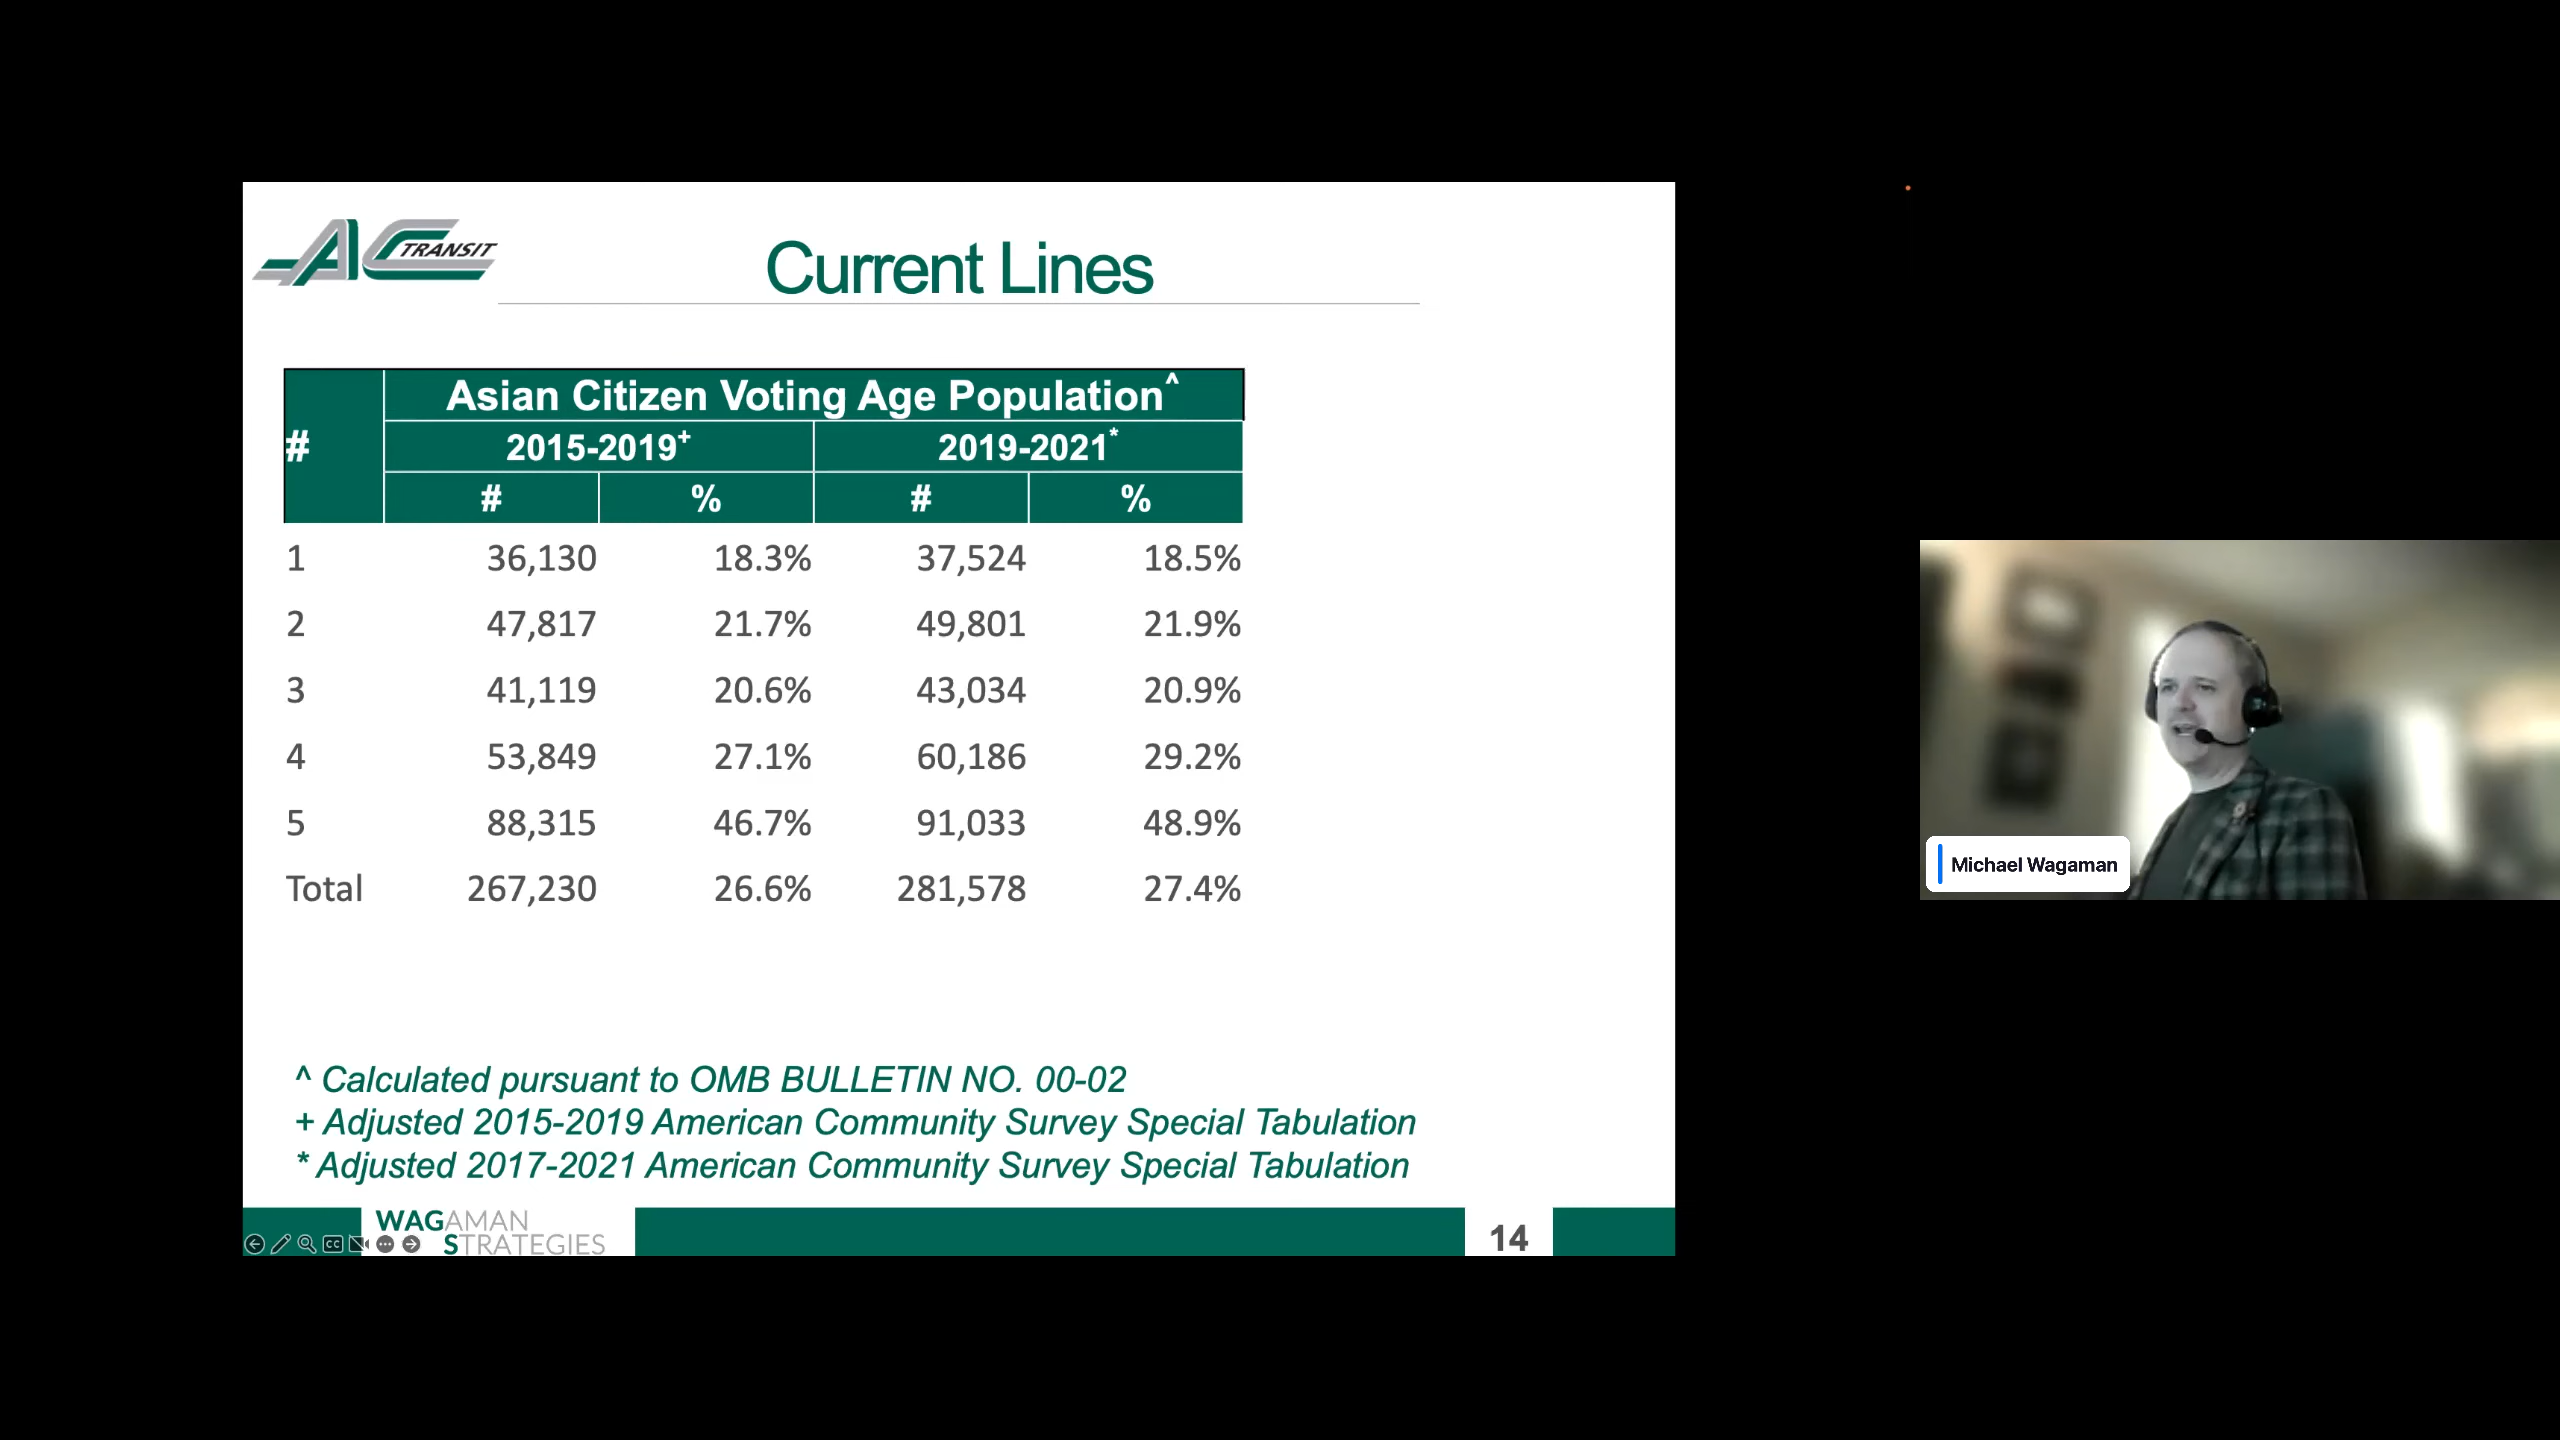 AC TRANSIT
Current Lines
Asian Citizen Voting Age Population^
# 2015-2019+ 2019-2021*
# % # %
1 36,130 18.3% 37,524 18.5%
2 47,817 21.7% 49,801 21.9%
3 41,119 20.6% 43,034 20.9%
4 53,849 27.1% 60,186 29.2%
5 88,315 46.7% 91,033 48.9%
Total 267,230 26.6% 281,578 27.4%
^ Calculated pursuant to OMB BULLETIN NO. 00-02
+ Adjusted 2015-2019 American Community Survey Special Tabulation
* Adjusted 2017-2021 American Community Survey Special Tabulation
WAGAMAN
STRATEGIES
CC
14
Michael Wagaman